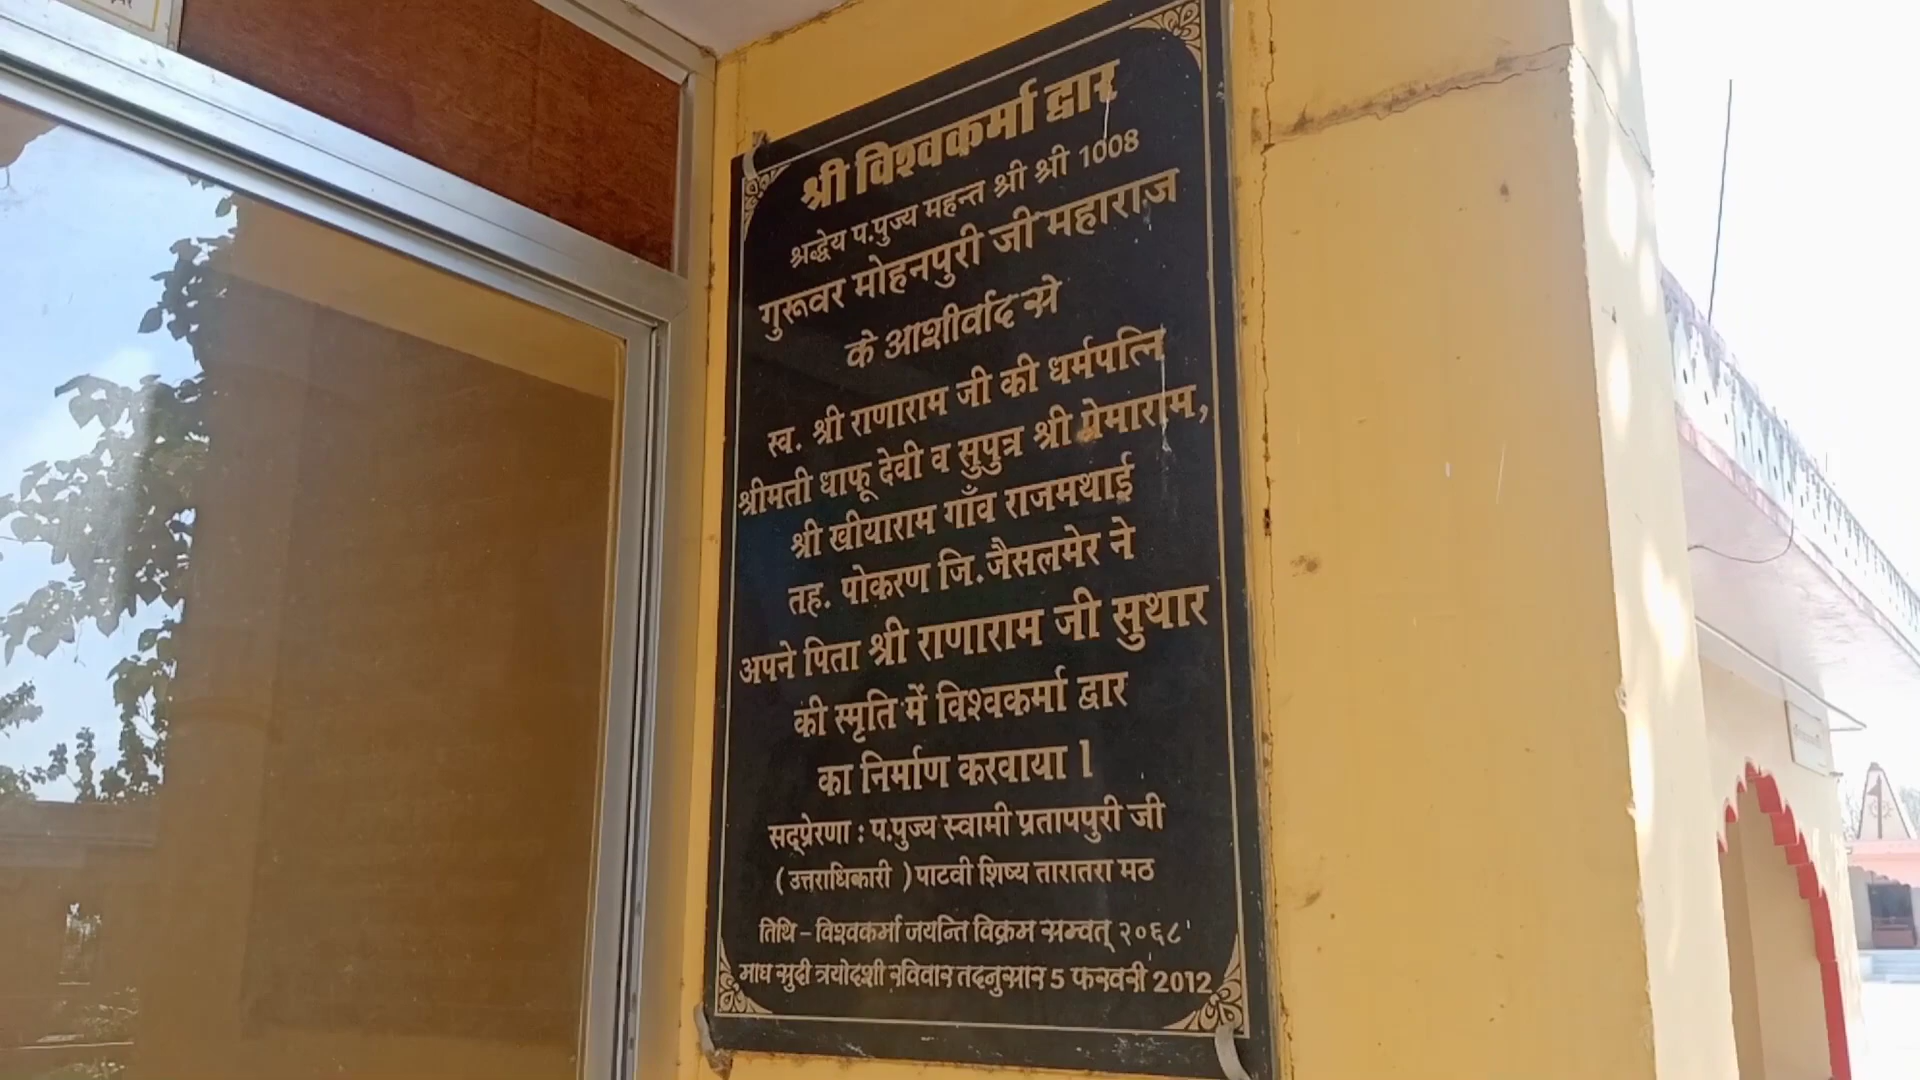 श्री विश्वकर्मा द्वार
श्रद्धेय प.पुज्य महन्त श्री श्री 1008
गुरूवर मोहनपुरी जी महाराज
के आशीर्वाद से
स्व. श्री राणाराम जी की धर्मपत्नि
श्रीमती धाफू देवी व सुपुत्र श्री प्रेमाराम,
श्री खीयाराम गाँव राजमथाई
तह. पोकरण जि.जैसलमेर ने
अपने पिता श्री राणाराम जी सुथार
की स्मृति में विश्वकर्मा द्वार
का निर्माण करवाया ।
सद्प्रेरणा : प.पुज्य स्वामी प्रतापपुरी जी
( उत्तराधिकारी ) पाटवी शिष्य तारातरा मठ
तिथि – विश्वकर्मा जयन्ति विक्रम सम्वत् २०६८
माघ सुदी त्रयोदशी रविवार तदनुसार 5 फरवरी 2012